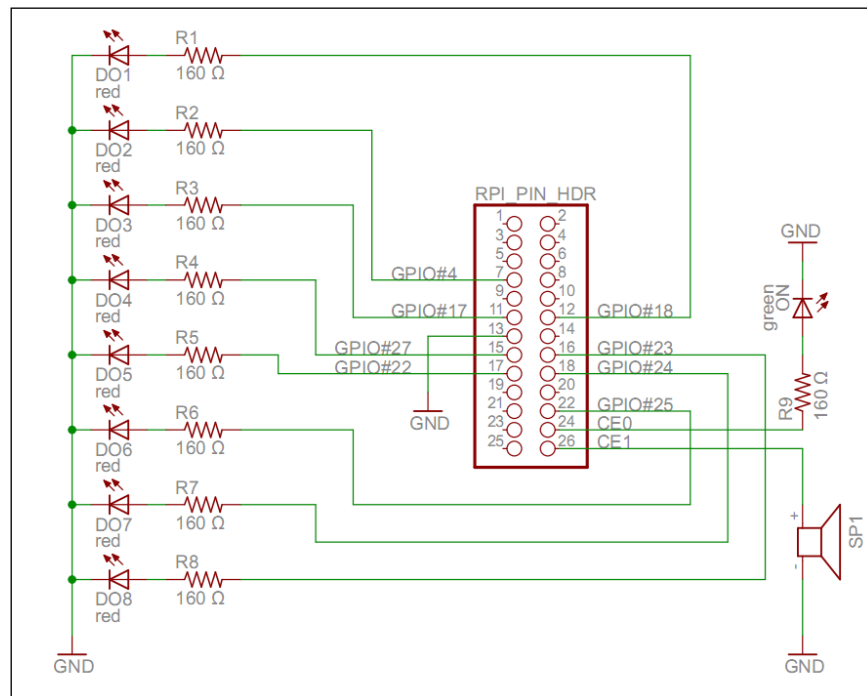 R1
160 Ω
DO1
red
R2
160 Ω
DO2
red
R3
160 Ω
DO3
red
R4
160 Ω
DO4
red
R5
160 Ω
DO5
red
R6
160 Ω
DO6
red
R7
160 Ω
DO7
red
R8
160 Ω
DO8
red
GND
RPI_PIN_HDR
1 2
3 4
5 6
GPIO#4 7 8
9 10
GPIO#17 11 12 GPIO#18
13 14
GPIO#27 15 16 GPIO#23
GPIO#22 17 18 GPIO#24
19 20
21 22 GPIO#25
23 24 CE0
25 26 CE1
GND
GND
green
ON
R9
160 Ω
+
SP1
-
GND